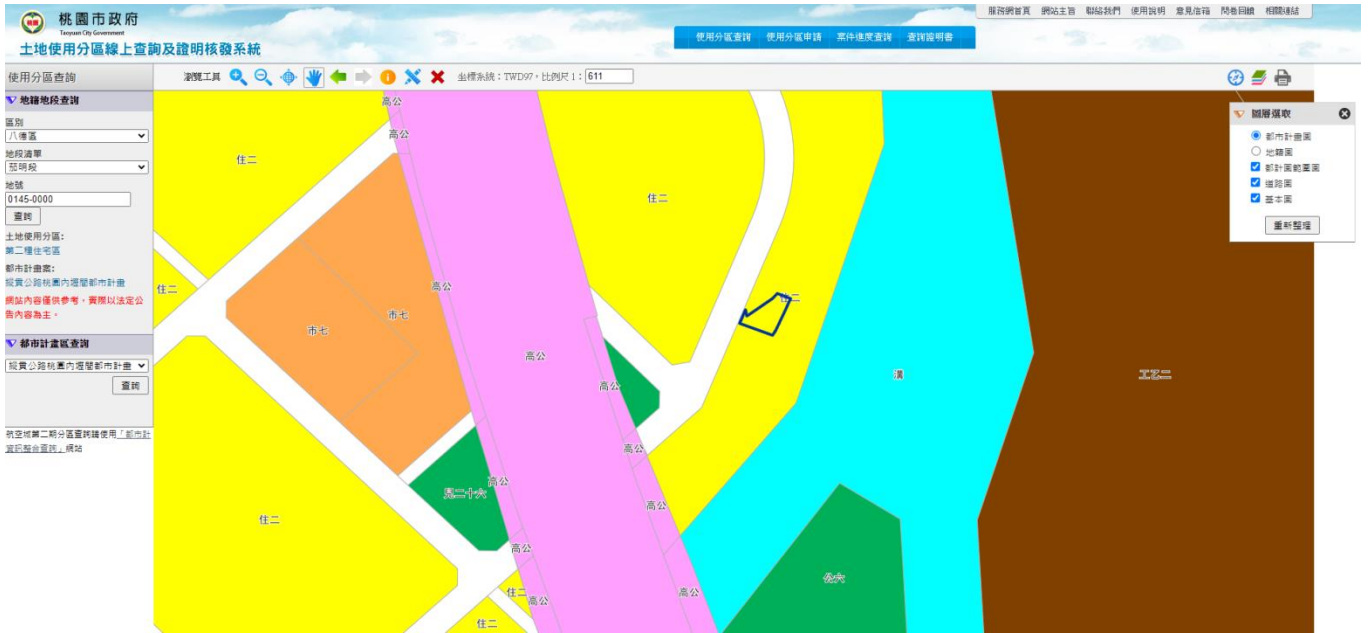 服務網首頁 網站主旨 聯絡我們 使用說明 意見信箱 問卷回饋 相關連結
桃園市政府
Taoyuan City Government
土地使用分區線上查詢及證明核發系統
使用分區查詢 使用分區申請 案件進度查詢 查詢證明書
使用分區查詢
瀏覽工具
坐標系統：TWD97，比例尺 1：611
地籍地段查詢
區別
八德區
地段清單
茄明段
地號
0145-0000
查詢
土地使用分區:
第二種住宅區
都市計畫案:
縱貫公路桃園內壢間都市計畫
網站內容僅供參考，實際以法定公
告內容為主。
都市計畫區查詢
縱貫公路桃園內壢間都市計畫
查詢
航空城第二期分區查詢請使用「都市計
資訊整合查詢」網站
圖層選取
都市計畫圖
地籍圖
都計圖範圍圖
道路圖
基本圖
重新整理
高公
高公
住二
住二
高公
住二
住二
市七
市七
高公
高公
溝
工乙二
高公
高公
見二十六
高公
住二
高公
公六
住二
高公
高公
住二